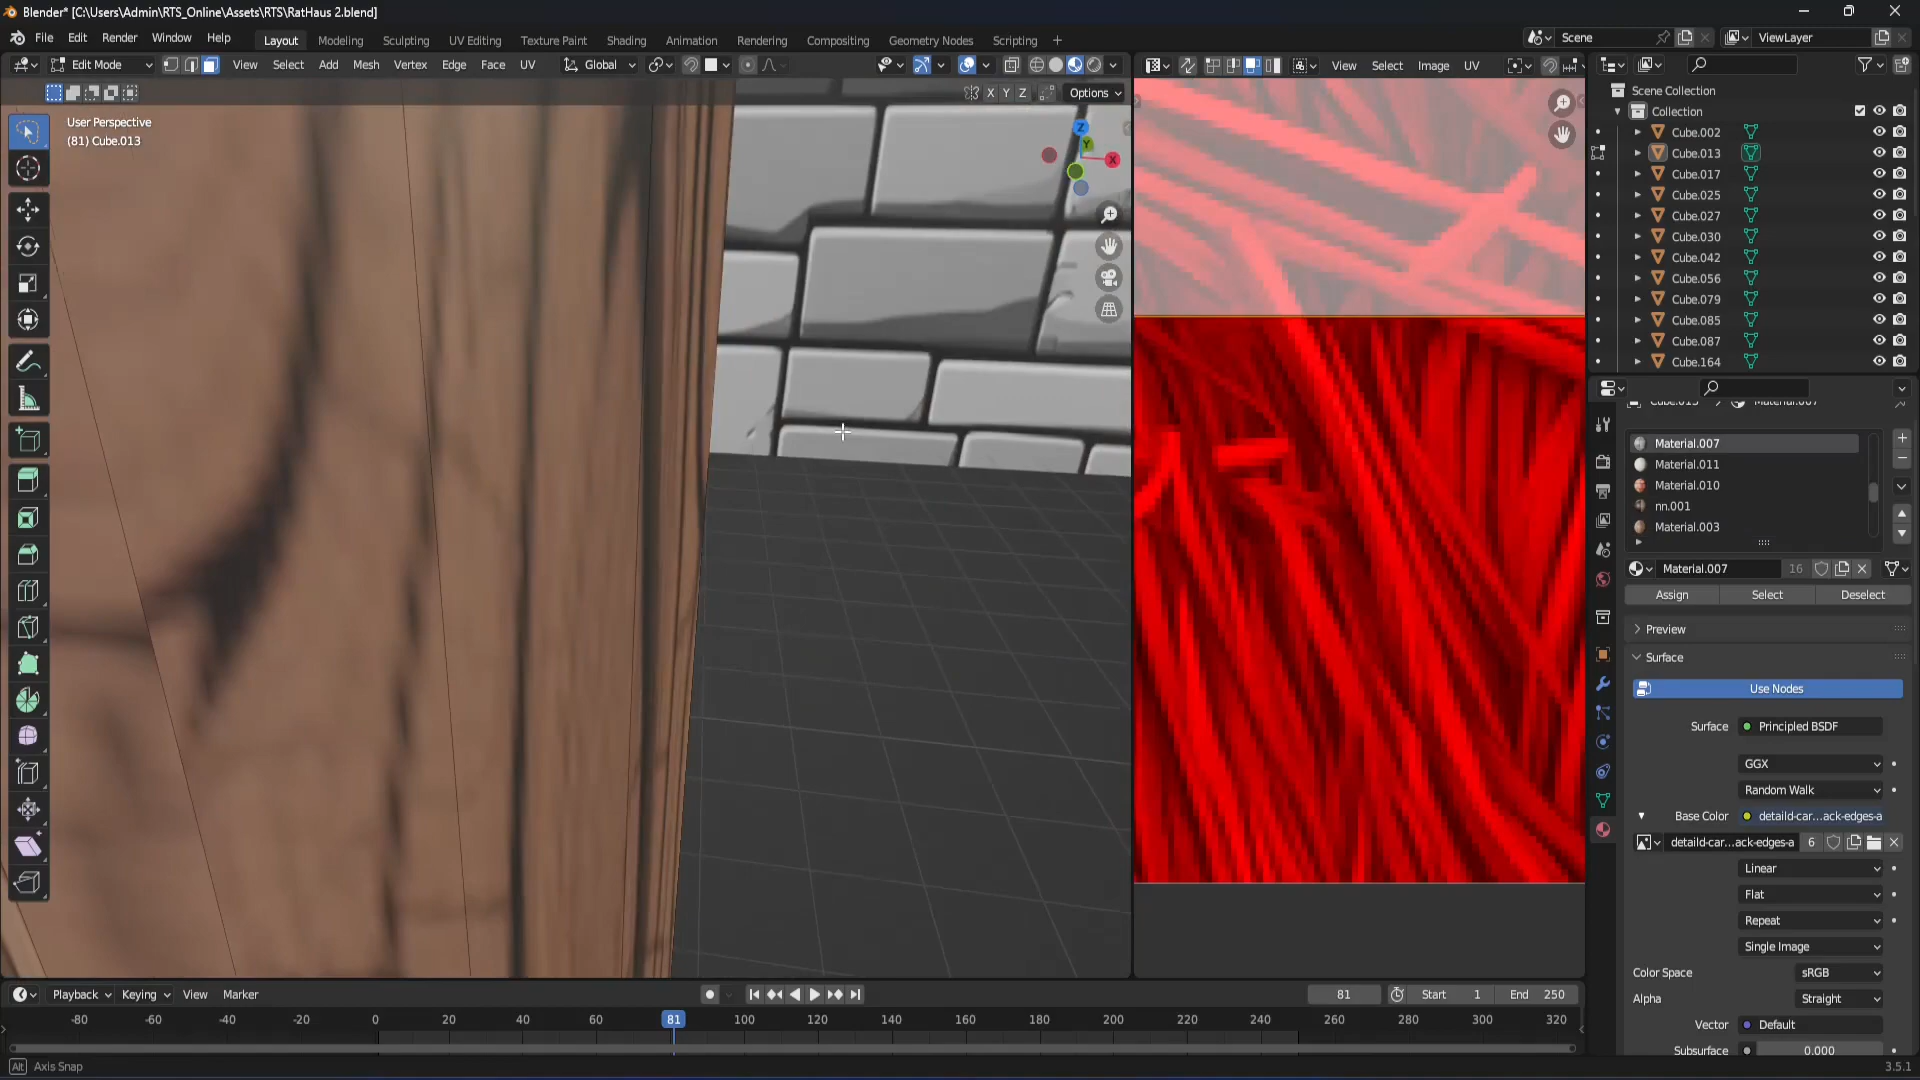 Blender* [C:\Users\Admin\RTS_Online\Assets\RTS\RatHaus 2.blend]
File Edit Render Window Help Layout Modeling Sculpting UV Editing Texture Paint Shading Animation Rendering Compositing Geometry Nodes Scripting + Scene ViewLayer
Edit Mode View Select Add Mesh Vertex Edge Face UV Global View Select Image UV
X Y Z Options
Scene Collection
Collection
User Perspective
(81) Cube.013
Z
Y
X
Cube.002
Cube.013
Cube.017
Cube.025
Cube.027
Cube.030
Cube.042
Cube.056
Cube.079
Cube.085
Cube.087
Cube.164
Cube.013 Material.007
Material.007
Material.011
Material.010
nn.001
Material.003
Material.007 16
Assign Select Deselect
Preview
Surface
Use Nodes
Surface Principled BSDF
GGX
Random Walk
Base Color detaild-car...ack-edges-a
detaild-car...ack-edges-a 6
Linear
Flat
Repeat
Single Image
Color Space sRGB
Alpha Straight
Vector Default
Subsurface 0.000
Playback Keying View Marker 81 Start 1 End 250
-80 -60 -40 -20 0 20 40 60 81 100 120 140 160 180 200 220 240 260 280 300 320
Alt Axis Snap 3.5.1